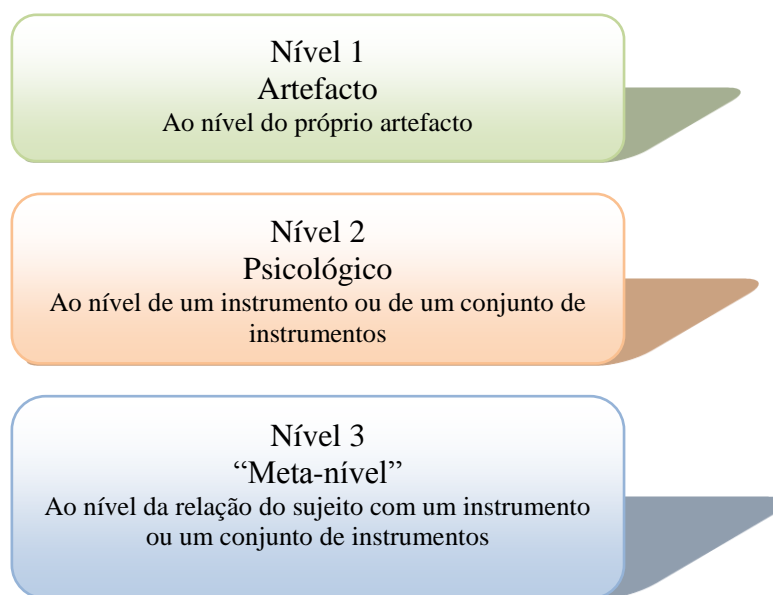 Nível 1
Artefacto
Ao nível do próprio artefacto
Nível 2
Psicológico
Ao nível de um instrumento ou de um conjunto de
instrumentos
Nível 3
“Meta-nível”
Ao nível da relação do sujeito com um instrumento
ou um conjunto de instrumentos